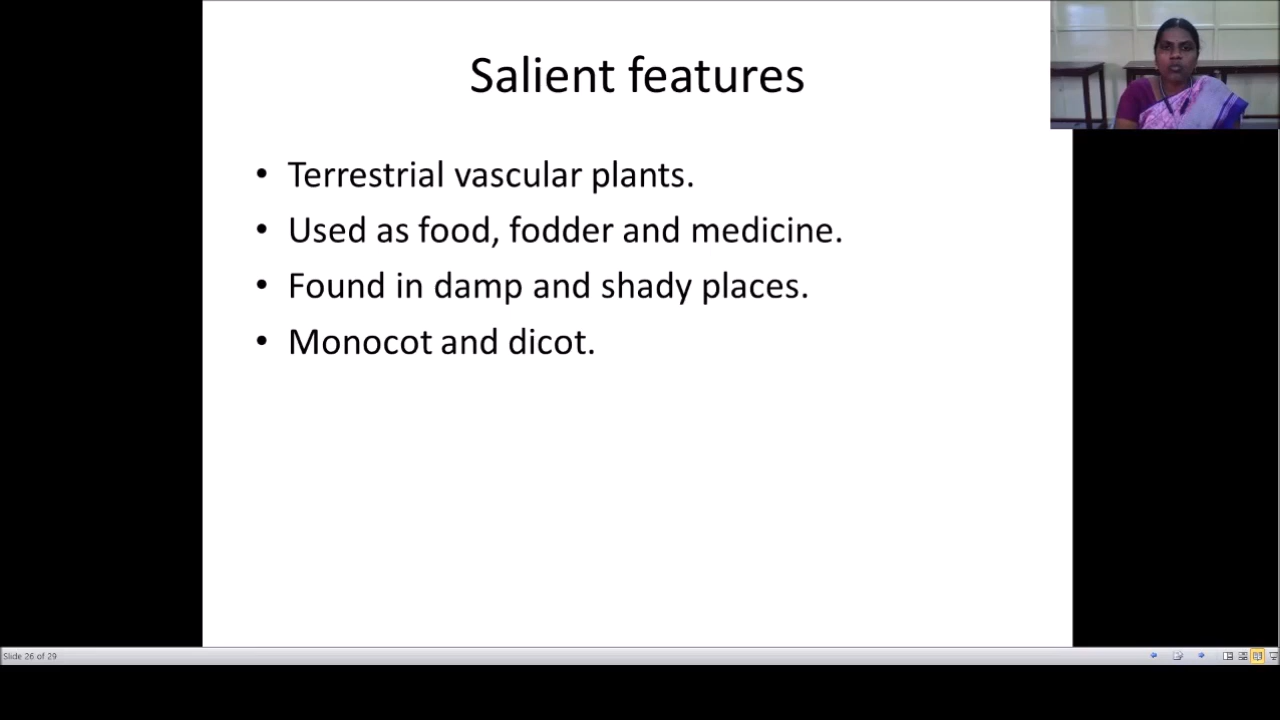 Salient features
• Terrestrial vascular plants.
• Used as food, fodder and medicine.
• Found in damp and shady places.
• Monocot and dicot.
Slide 26 of 29